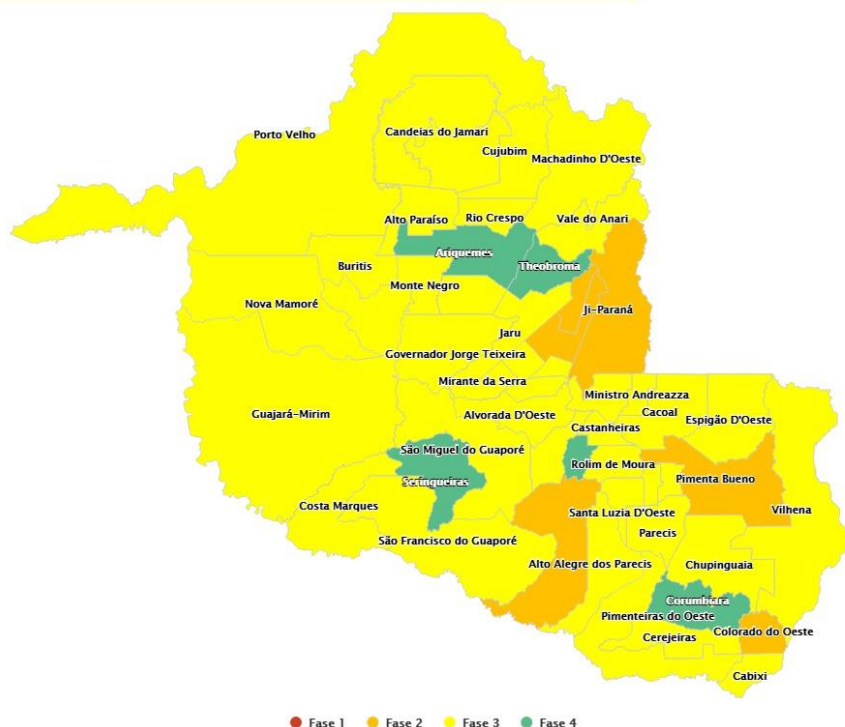 Porto Velho
Candeias do Jamari
Cujubim
Machadinho D'Oeste
Alto Paraíso
Rio Crespo
Vale do Anari
Ariquemes
Theobroma
Buritis
Monte Negro
Nova Mamoré
Ji-Paraná
Jaru
Governador Jorge Teixeira
Mirante da Serra
Ministro Andreazza
Guajará-Mirim
Alvorada D'Oeste
Cacoal
Espigão D'Oeste
Castanheiras
São Miguel do Guaporé
Rolim de Moura
Seringueiras
Pimenta Bueno
Costa Marques
Santa Luzia D'Oeste
Vilhena
São Francisco do Guaporé
Parecis
Alto Alegre dos Parecis
Chupinguaia
Corumbiara
Pimenteiras do Oeste
Colorado do Oeste
Cerejeiras
Cabixi
Fase 1 Fase 2 Fase 3 Fase 4